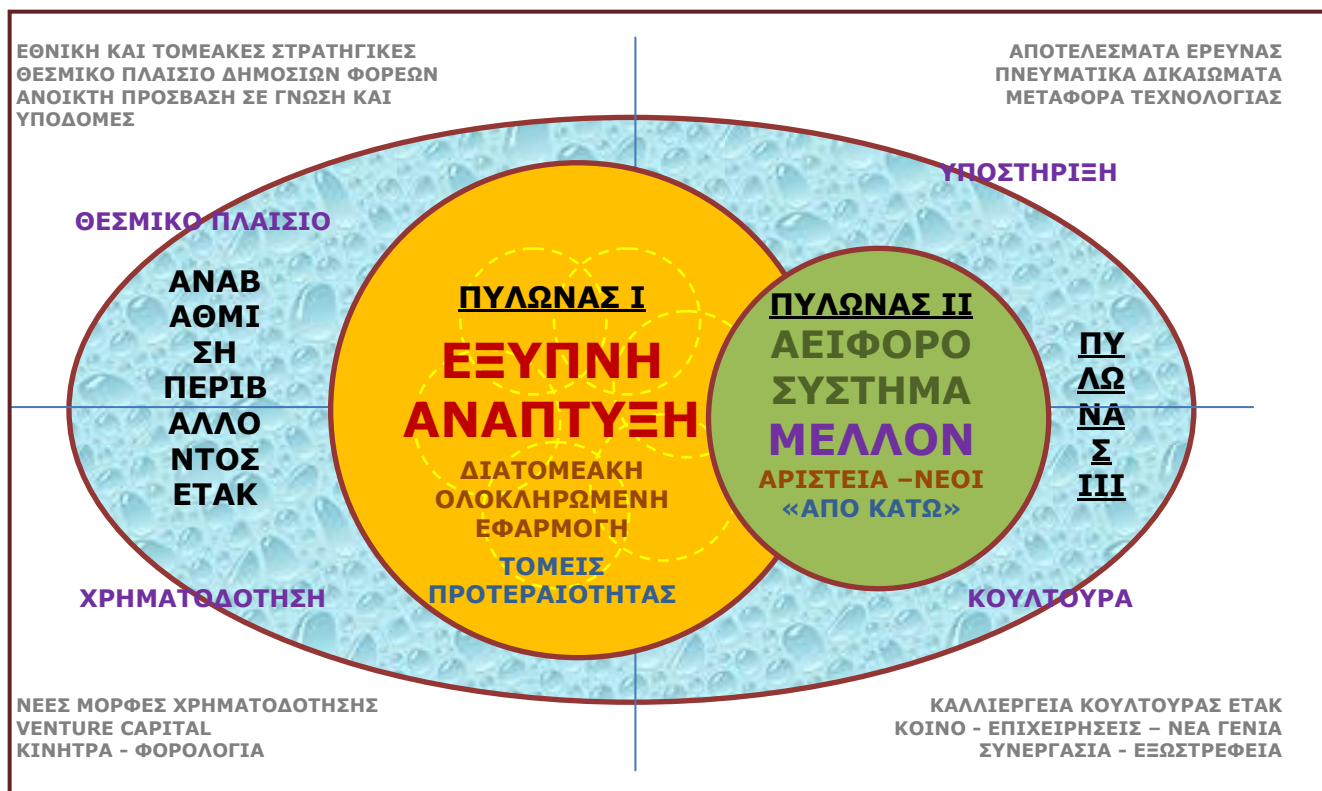 ΕΘΝΙΚΗ ΚΑΙ ΤΟΜΕΑΚΕΣ ΣΤΡΑΤΗΓΙΚΕΣ
ΘΕΣΜΙΚΟ ΠΛΑΙΣΙΟ ΔΗΜΟΣΙΩΝ ΦΟΡΕΩΝ
ΑΝΟΙΚΤΗ ΠΡΟΣΒΑΣΗ ΣΕ ΓΝΩΣΗ ΚΑΙ
ΥΠΟΔΟΜΕΣ
ΑΠΟΤΕΛΕΣΜΑΤΑ ΕΡΕΥΝΑΣ
ΠΝΕΥΜΑΤΙΚΑ ΔΙΚΑΙΩΜΑΤΑ
ΜΕΤΑΦΟΡΑ ΤΕΧΝΟΛΟΓΙΑΣ
ΘΕΣΜΙΚΟ ΠΛΑΙΣΙΟ
ΥΠΟΣΤΗΡΙΞΗ
ΑΝΑΒ
ΑΘΜΙ
ΣΗ
ΠΕΡΙΒ
ΑΛΛΟ
ΝΤΟΣ
ΕΤΑΚ
ΠΥΛΩΝΑΣ Ι
ΕΞΥΠΝΗ
ΑΝΑΠΤΥΞΗ
ΔΙΑΤΟΜΕΑΚΗ
ΟΛΟΚΛΗΡΩΜΕΝΗ
ΕΦΑΡΜΟΓΗ
ΤΟΜΕΙΣ
ΠΡΟΤΕΡΑΙΟΤΗΤΑΣ
ΠΥΛΩΝΑΣ ΙΙ
ΑΕΙΦΟΡΟ
ΣΥΣΤΗΜΑ
ΜΕΛΛΟΝ
ΑΡΙΣΤΕΙΑ –ΝΕΟΙ
«ΑΠΟ ΚΑΤΩ»
ΠΥ
ΛΩ
ΝΑ
Σ
ΙΙΙ
ΧΡΗΜΑΤΟΔΟΤΗΣΗ
ΚΟΥΛΤΟΥΡΑ
ΝΕΕΣ ΜΟΡΦΕΣ ΧΡΗΜΑΤΟΔΟΤΗΣΗΣ
VENTURE CAPITAL
ΚΙΝΗΤΡΑ - ΦΟΡΟΛΟΓΙΑ
ΚΑΛΛΙΕΡΓΕΙΑ ΚΟΥΛΤΟΥΡΑΣ ΕΤΑΚ
ΚΟΙΝΟ - ΕΠΙΧΕΙΡΗΣΕΙΣ – ΝΕΑ ΓΕΝΙΑ
ΣΥΝΕΡΓΑΣΙΑ - ΕΞΩΣΤΡΕΦΕΙΑ